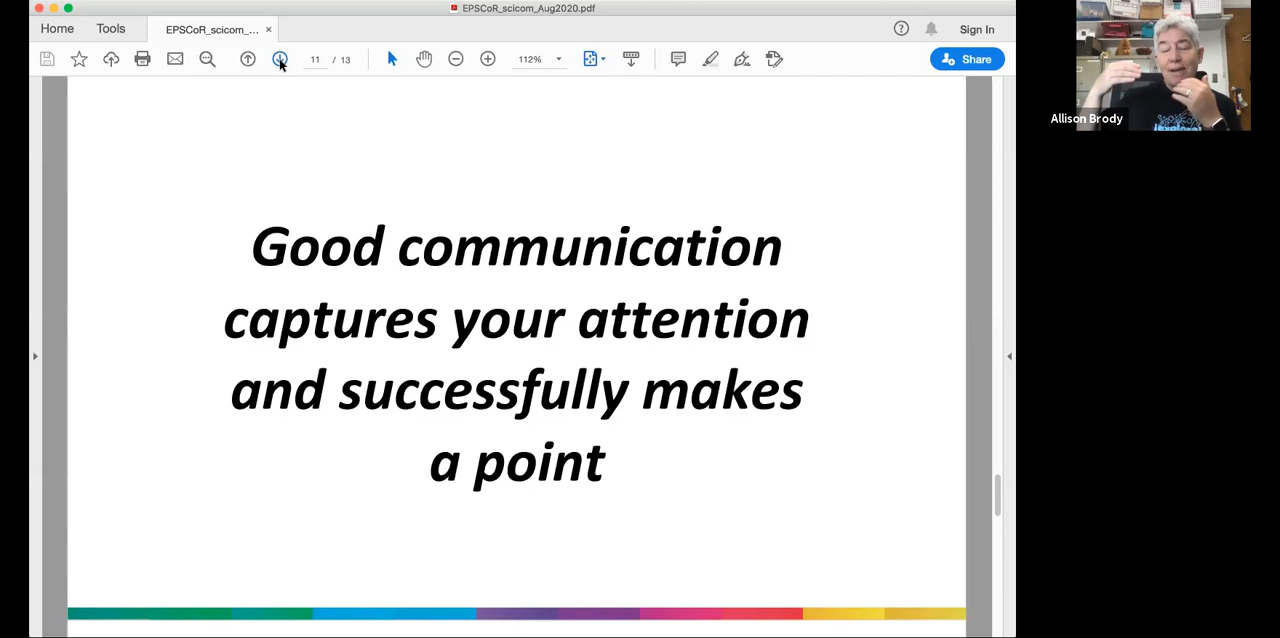 EPSCoR_scicom_Aug2020.pdf
Home
Tools
EPSCoR_scicom_...
Sign In
11 / 13
112%
Share
Allison Brody
Good communication
captures your attention
and successfully makes
a point